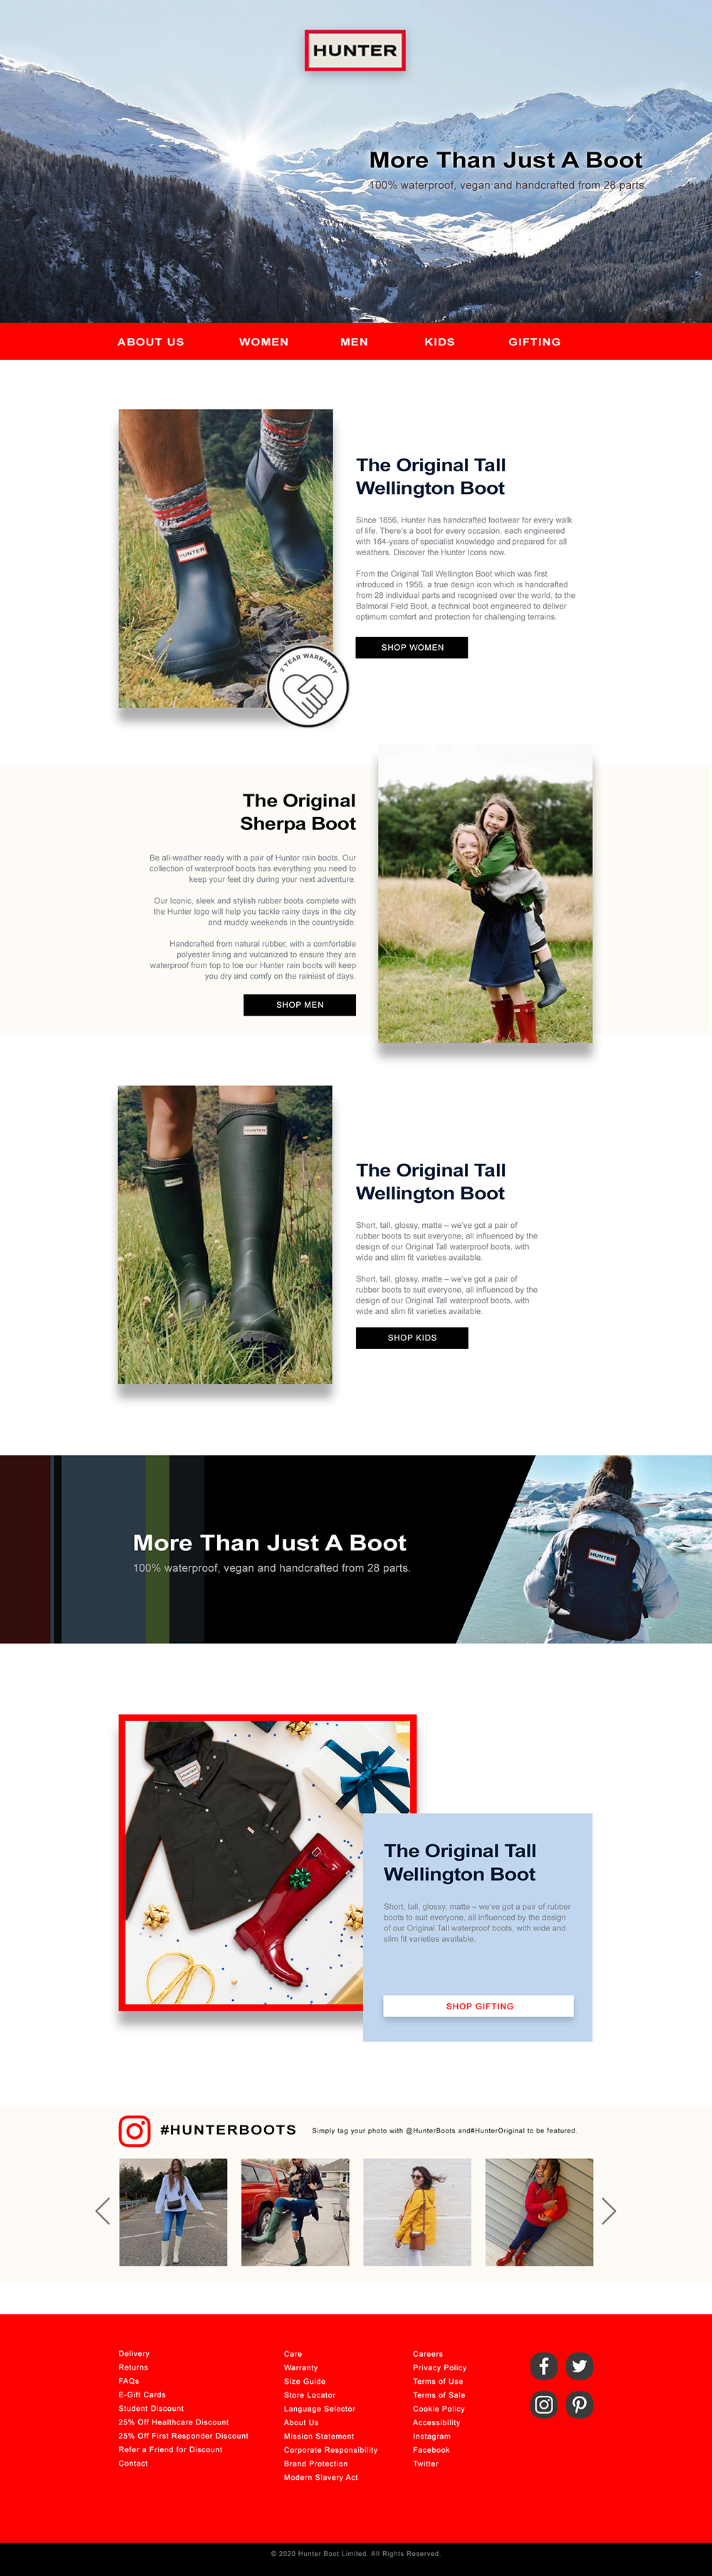 HUNTER
More Than Just A Boot
100% waterproof, vegan and handcrafted from 28 parts.
ABOUT US WOMEN MEN KIDS GIFTING
HUNTER
2 YEAR WARRANTY
The Original Tall
Wellington Boot
Since 1856, Hunter has handcrafted footwear for every walk
of life. There's a boot for every occasion, each engineered
with 164-years of specialist knowledge and prepared for all
weathers. Discover the Hunter Icons now.
From the Original Tall Wellington Boot which was first
introduced in 1956, a true design icon which is handcrafted
from 28 individual parts and recognised over the world, to the
Balmoral Field Boot, a technical boot engineered to deliver
optimum comfort and protection for challenging terrains.
SHOP WOMEN
The Original
Sherpa Boot
Be all-weather ready with a pair of Hunter rain boots. Our
collection of waterproof boots has everything you need to
keep your feet dry during your next adventure.
Our Iconic, sleek and stylish rubber boots complete with
the Hunter logo will help you tackle rainy days in the city
and muddy weekends in the countryside.
Handcrafted from natural rubber, with a comfortable
polyester lining and vulcanized to ensure they are
waterproof from top to toe our Hunter rain boots will keep
you dry and comfy on the rainiest of days.
SHOP MEN
HUNTER
HUNTER
The Original Tall
Wellington Boot
Short, tall, glossy, matte – we've got a pair of
rubber boots to suit everyone, all influenced by the
design of our Original Tall waterproof boots, with
wide and slim fit varieties available.
Short, tall, glossy, matte – we've got a pair of
rubber boots to suit everyone, all influenced by the
design of our Original Tall waterproof boots, with
wide and slim fit varieties available.
SHOP KIDS
More Than Just A Boot
100% waterproof, vegan and handcrafted from 28 parts.
HUNTER
HUNTER
The Original Tall
Wellington Boot
Short, tall, glossy, matte – we've got a pair of rubber
boots to suit everyone, all influenced by the design
of our Original Tall waterproof boots, with wide and
slim fit varieties available.
SHOP GIFTING
#HUNTERBOOTS
Simply tag your photo with @HunterBoots and#HunterOriginal to be featured.
Delivery
Returns
FAQs
E-Gift Cards
Student Discount
25% Off Healthcare Discount
25% Off First Responder Discount
Refer a Friend for Discount
Contact
Care
Warranty
Size Guide
Store Locator
Language Selector
About Us
Mission Statement
Corporate Responsibility
Brand Protection
Modern Slavery Act
Careers
Privacy Policy
Terms of Use
Terms of Sale
Cookie Policy
Accessibility
Instagram
Facebook
Twitter
© 2020 Hunter Boot Limited. All Rights Reserved.